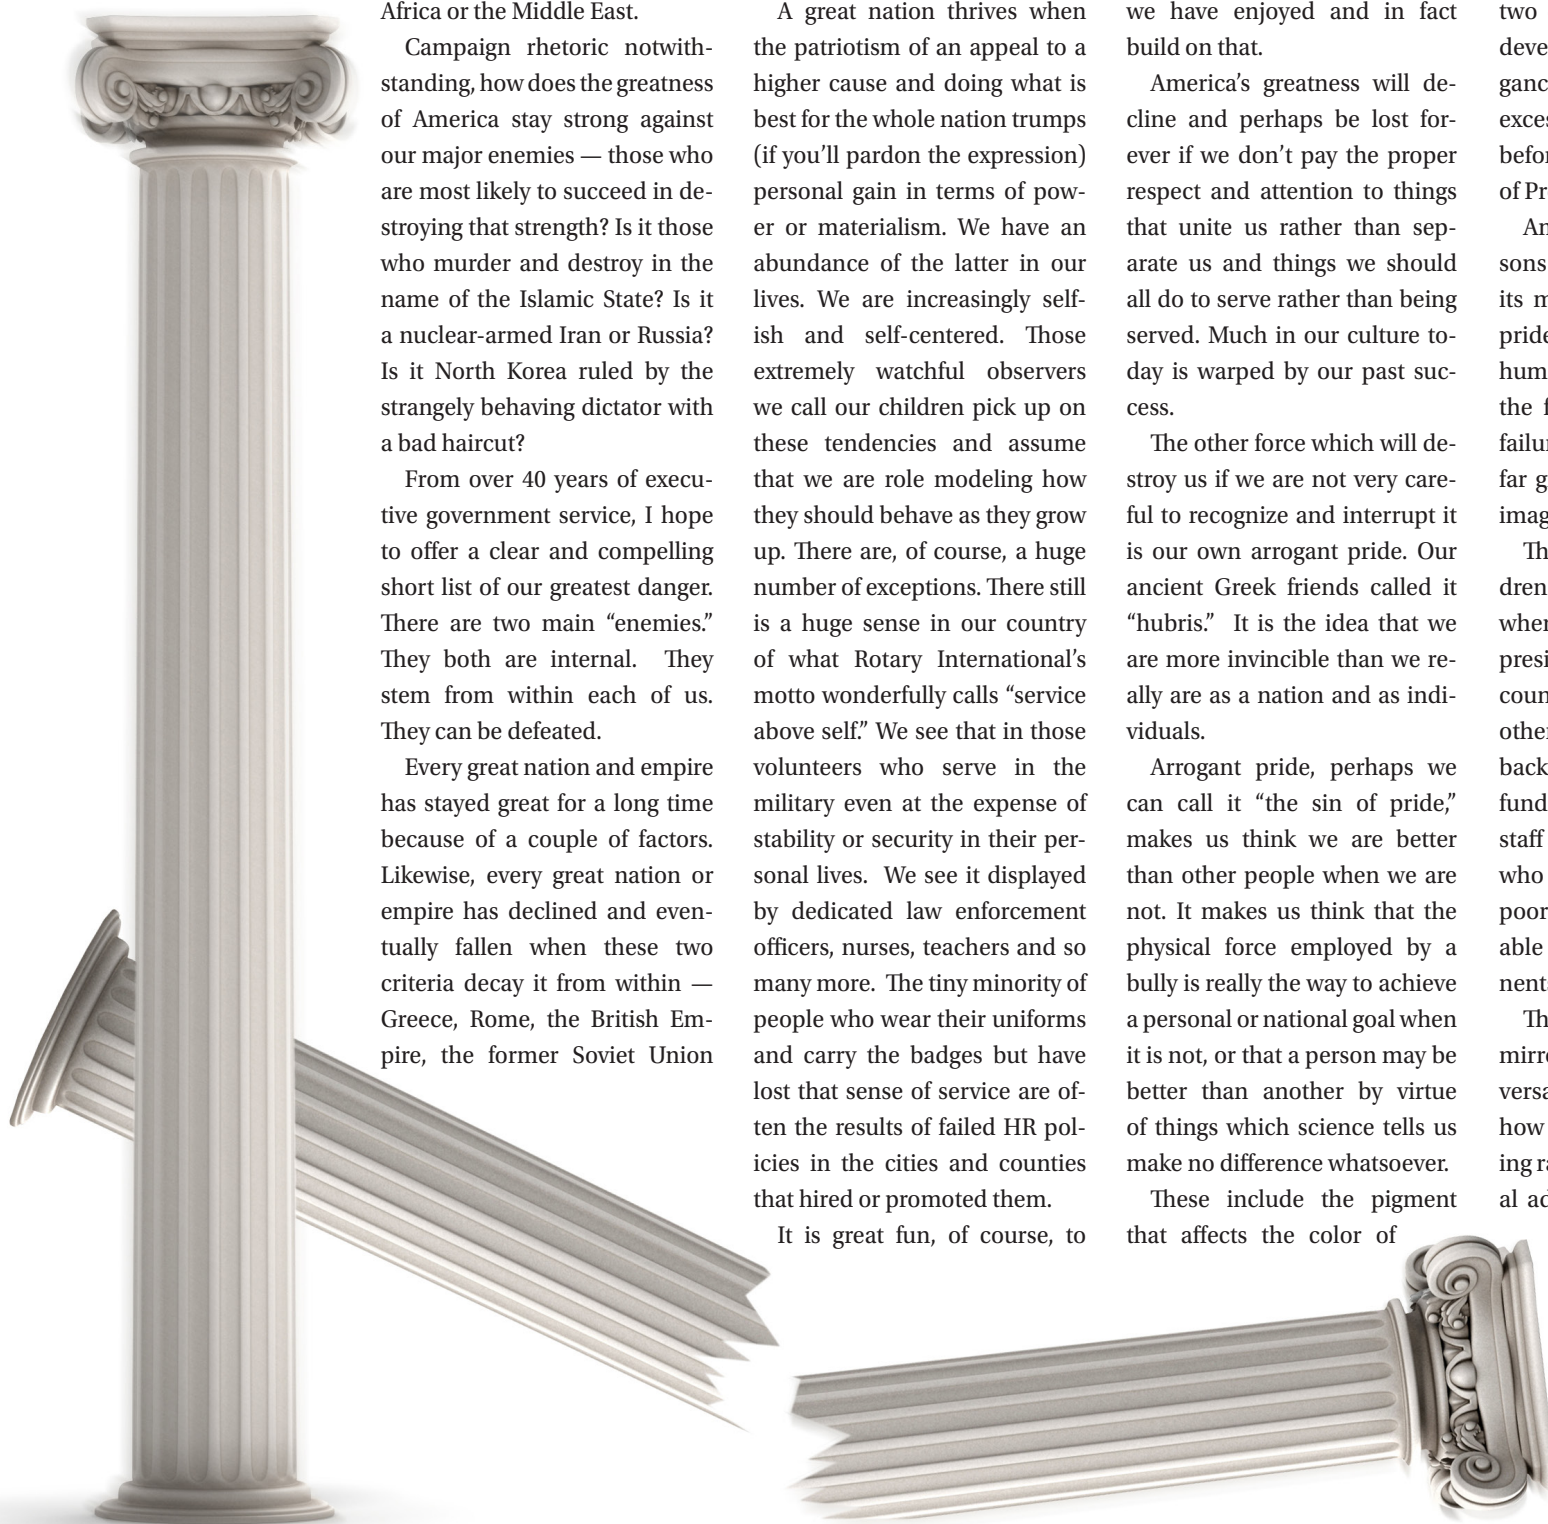 Africa or the Middle East.
Campaign rhetoric notwith-
standing, how does the greatness
of America stay strong against
our major enemies — those who
are most likely to succeed in de-
stroying that strength? Is it those
who murder and destroy in the
name of the Islamic State? Is it
a nuclear-armed Iran or Russia?
Is it North Korea ruled by the
strangely behaving dictator with
a bad haircut?
From over 40 years of execu-
tive government service, I hope
to offer a clear and compelling
short list of our greatest danger.
There are two main “enemies.”
They both are internal. They
stem from within each of us.
They can be defeated.
Every great nation and empire
has stayed great for a long time
because of a couple of factors.
Likewise, every great nation or
empire has declined and even-
tually fallen when these two
criteria decay it from within —
Greece, Rome, the British Em-
pire, the former Soviet Union
A great nation thrives when
the patriotism of an appeal to a
higher cause and doing what is
best for the whole nation trumps
(if you’ll pardon the expression)
personal gain in terms of pow-
er or materialism. We have an
abundance of the latter in our
lives. We are increasingly self-
ish and self-centered. Those
extremely watchful observers
we call our children pick up on
these tendencies and assume
that we are role modeling how
they should behave as they grow
up. There are, of course, a huge
number of exceptions. There still
is a huge sense in our country
of what Rotary International’s
motto wonderfully calls “service
above self.” We see that in those
volunteers who serve in the
military even at the expense of
stability or security in their per-
sonal lives. We see it displayed
by dedicated law enforcement
officers, nurses, teachers and so
many more. The tiny minority of
people who wear their uniforms
and carry the badges but have
lost that sense of service are of-
ten the results of failed HR pol-
icies in the cities and counties
that hired or promoted them.
It is great fun, of course, to
we have enjoyed and in fact
build on that.
America’s greatness will de-
cline and perhaps be lost for-
ever if we don’t pay the proper
respect and attention to things
that unite us rather than sep-
arate us and things we should
all do to serve rather than being
served. Much in our culture to-
day is warped by our past suc-
cess.
The other force which will de-
stroy us if we are not very care-
ful to recognize and interrupt it
is our own arrogant pride. Our
ancient Greek friends called it
“hubris.” It is the idea that we
are more invincible than we re-
ally are as a nation and as indi-
viduals.
Arrogant pride, perhaps we
can call it “the sin of pride,”
makes us think we are better
than other people when we are
not. It makes us think that the
physical force employed by a
bully is really the way to achieve
a personal or national goal when
it is not, or that a person may be
better than another by virtue
of things which science tells us
make no difference whatsoever.
These include the pigment
that affects the color of
two
deve
ganc
exces
befor
of Pr
An
sons
its m
pride
hum
the f
failur
far g
imag
Th
dren
when
presi
coun
other
back
fund
staff
who
poor
able
nent
Th
mirr
versa
how
ing ra
al ad